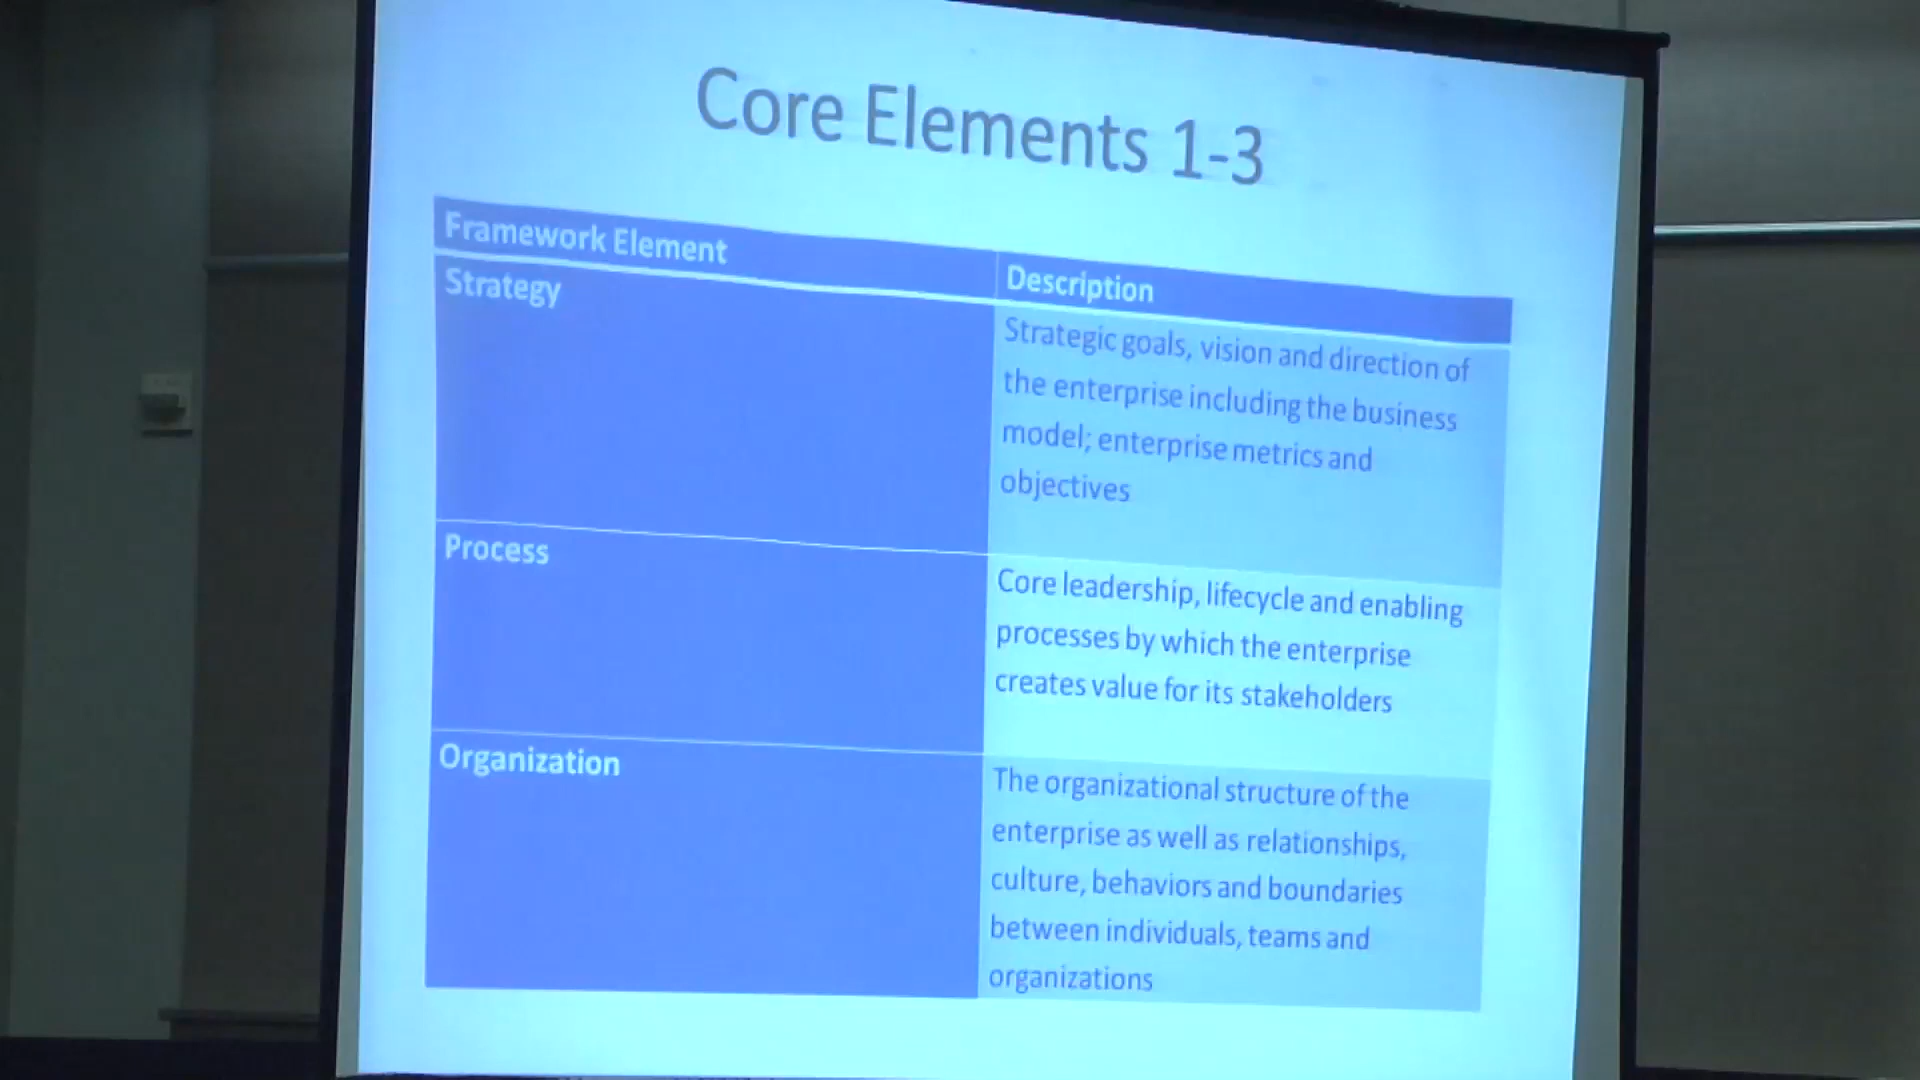 Core Elements 1-3
Framework Element
Description
Strategy
Strategic goals, vision and direction of
the enterprise including the business
model; enterprise metrics and
objectives
Process
Core leadership, lifecycle and enabling
processes by which the enterprise
creates value for its stakeholders
Organization
The organizational structure of the
enterprise as well as relationships,
culture, behaviors and boundaries
between individuals, teams and
organizations